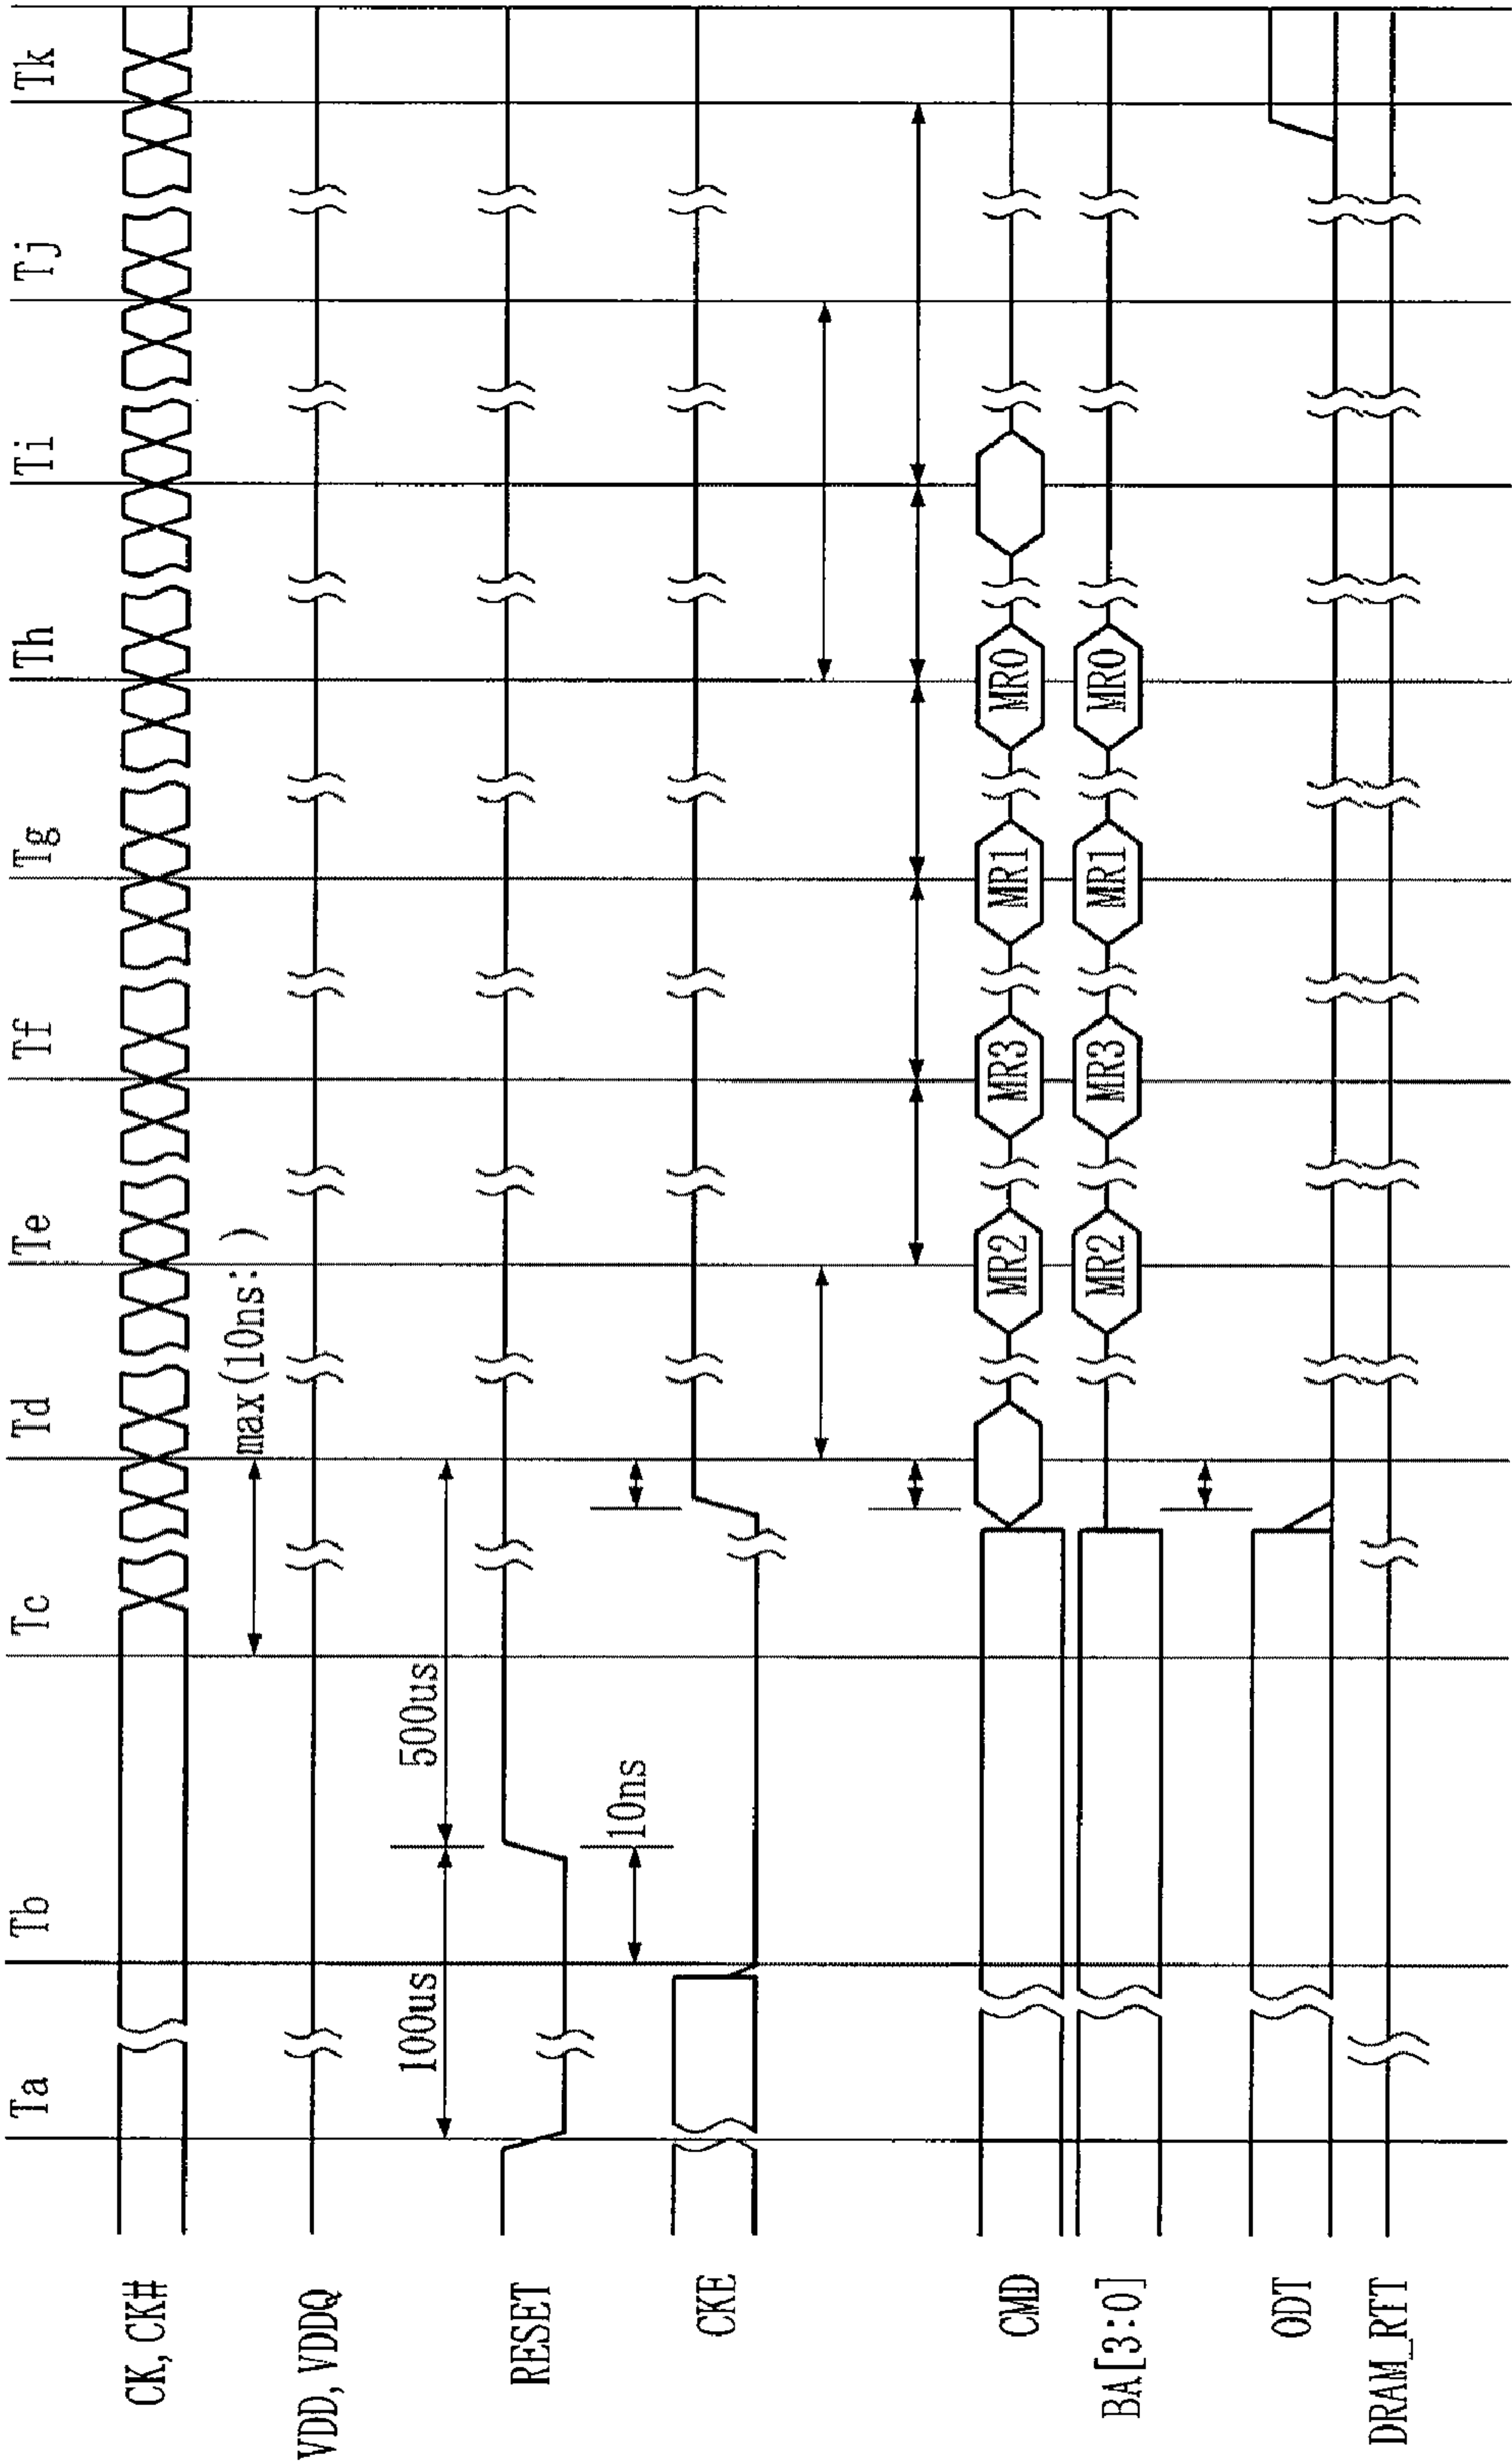 Ta Tb Tc Td Te Tf Tg Th Ti Tj Tk
CK, CK#
max(10ns: )
VDD, VDDQ
100us 500us
RESET
10ns
CKE
CMD MR2 MR3 MR1 MR0
BA[3:0] MR2 MR3 MR1 MR0
ODT
DRAM_RTT